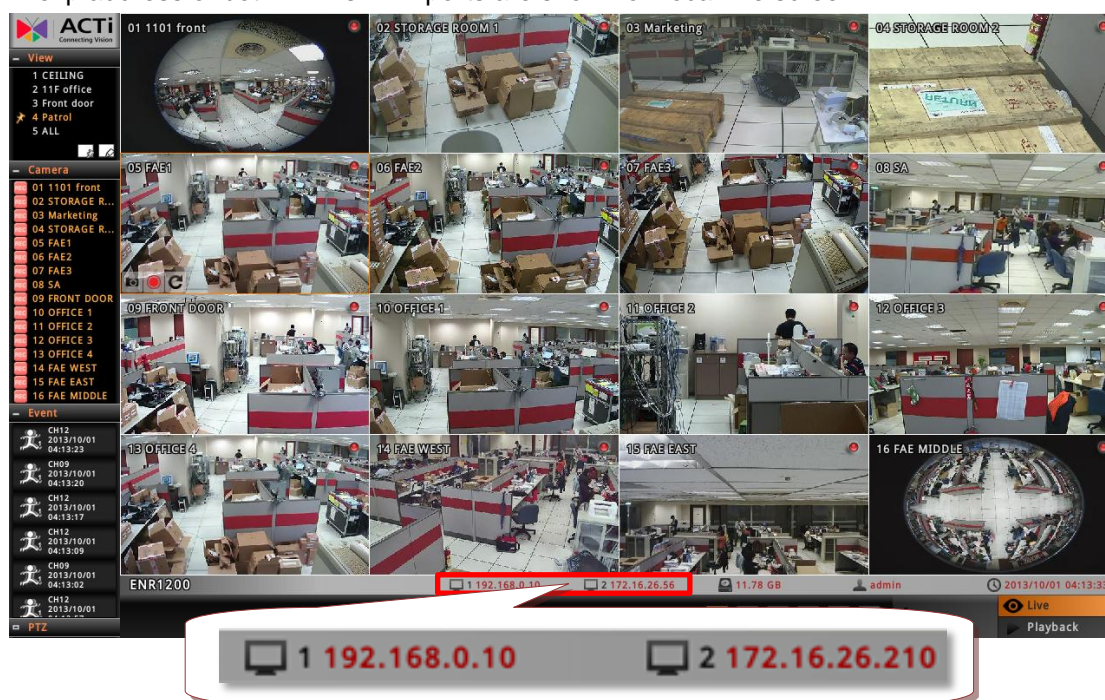 ACTi
Connecting Vision
View
1 CEILING
2 11F office
3 Front door
4 Patrol
5 ALL
Camera
01 1101 front
02 STORAGE R...
03 Marketing
04 STORAGE R...
05 FAE1
06 FAE2
07 FAE3
08 SA
09 FRONT DOOR
10 OFFICE 1
11 OFFICE 2
12 OFFICE 3
13 OFFICE 4
14 FAE WEST
15 FAE EAST
16 FAE MIDDLE
Event
CH12
2013/10/01
04:13:23
CH09
2013/10/01
04:13:20
CH12
2013/10/01
04:13:17
CH12
2013/10/01
04:13:09
CH09
2013/10/01
04:13:02
CH12
2013/10/01
PTZ
01 1101 front
02 STORAGE ROOM 1
03 Marketing
04 STORAGE ROOM 2
05 FAE1
06 FAE2
07 FAE3
08 SA
09 FRONT DOOR
10 OFFICE 1
11 OFFICE 2
12 OFFICE 3
13 OFFICE 4
14 FAE WEST
15 FAE EAST
16 FAE MIDDLE
ENR1200
1 192.168.0.10
2 172.16.26.56
11.78 GB
admin
2013/10/01 04:13:33
Live
Playback
1 192.168.0.10
2 172.16.26.210